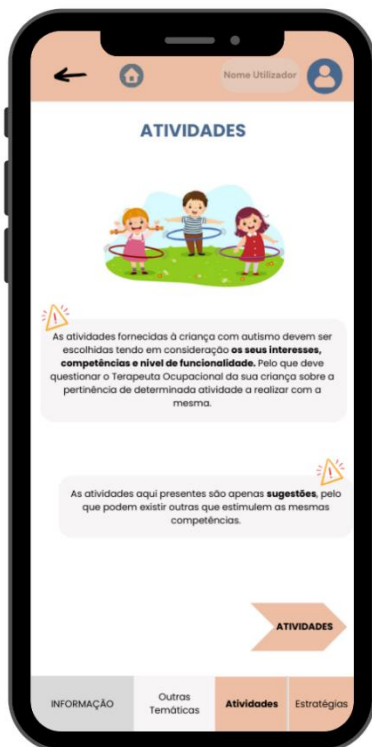 Nome Utilizador
ATIVIDADES
As atividades fornecidas à criança com autismo devem ser
escolhidas tendo em consideração os seus interesses,
competências e nivel de funcionalidade. Pelo que deve
questionar o Terapeuta Ocupacional da sua criança sobre a
pertinência de determinada atividade a realizar com a
mesma.
As atividades aqui presentes são apenas sugestões, pelo
que podem existir outras que estimulem as mesmas
competências.
ATIVIDADES
INFORMAÇÃO
Outras
Temáticas
Atividades
Estratégias